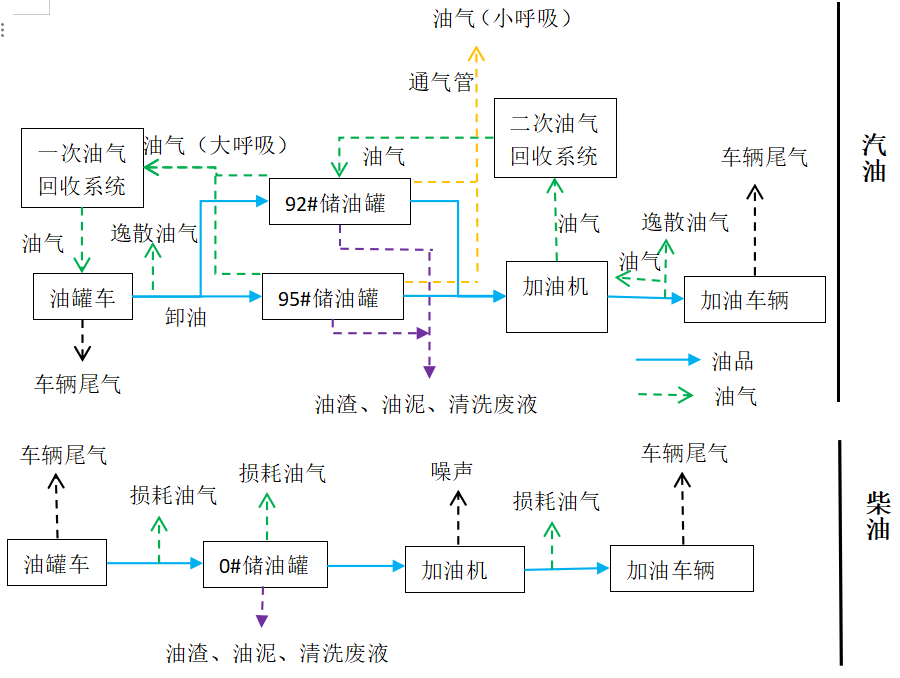 油气（小呼吸）
通气管
二次油气
回收系统
一次油气
回收系统
油气（大呼吸）
油气
汽油
车辆尾气
92#储油罐
油气
逸散油气
油气
逸散油气
油气
油罐车
95#储油罐
加油机
加油车辆
卸油
车辆尾气
油品
油气
油渣、油泥、清洗废液
车辆尾气
损耗油气
损耗油气
噪声
损耗油气
车辆尾气
柴油
油罐车
0#储油罐
加油机
加油车辆
油渣、油泥、清洗废液